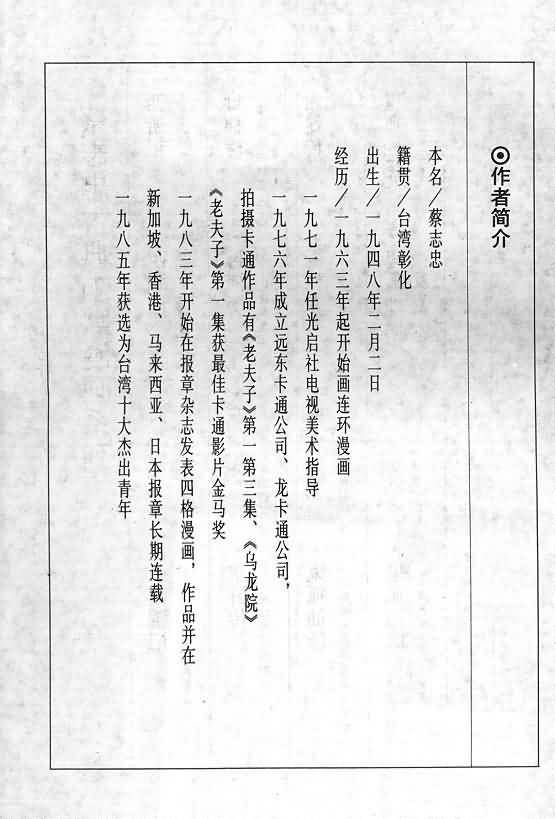 ⊙作者简介
本名／蔡志忠
籍贯／台湾彰化
出生／一九四八年二月二日
经历／一九六三年起开始画连环漫画
一九七一年任光启社电视美术指导
一九七六年成立远东卡通公司、龙卡通公司，
拍摄卡通作品有《老夫子》第一第三集、《乌龙院》
《老夫子》第一集获最佳卡通影片金马奖
一九八三年开始在报章杂志发表四格漫画，作品并在
新加坡、香港、马来西亚、日本报章长期连载
一九八五年获选为台湾十大杰出青年